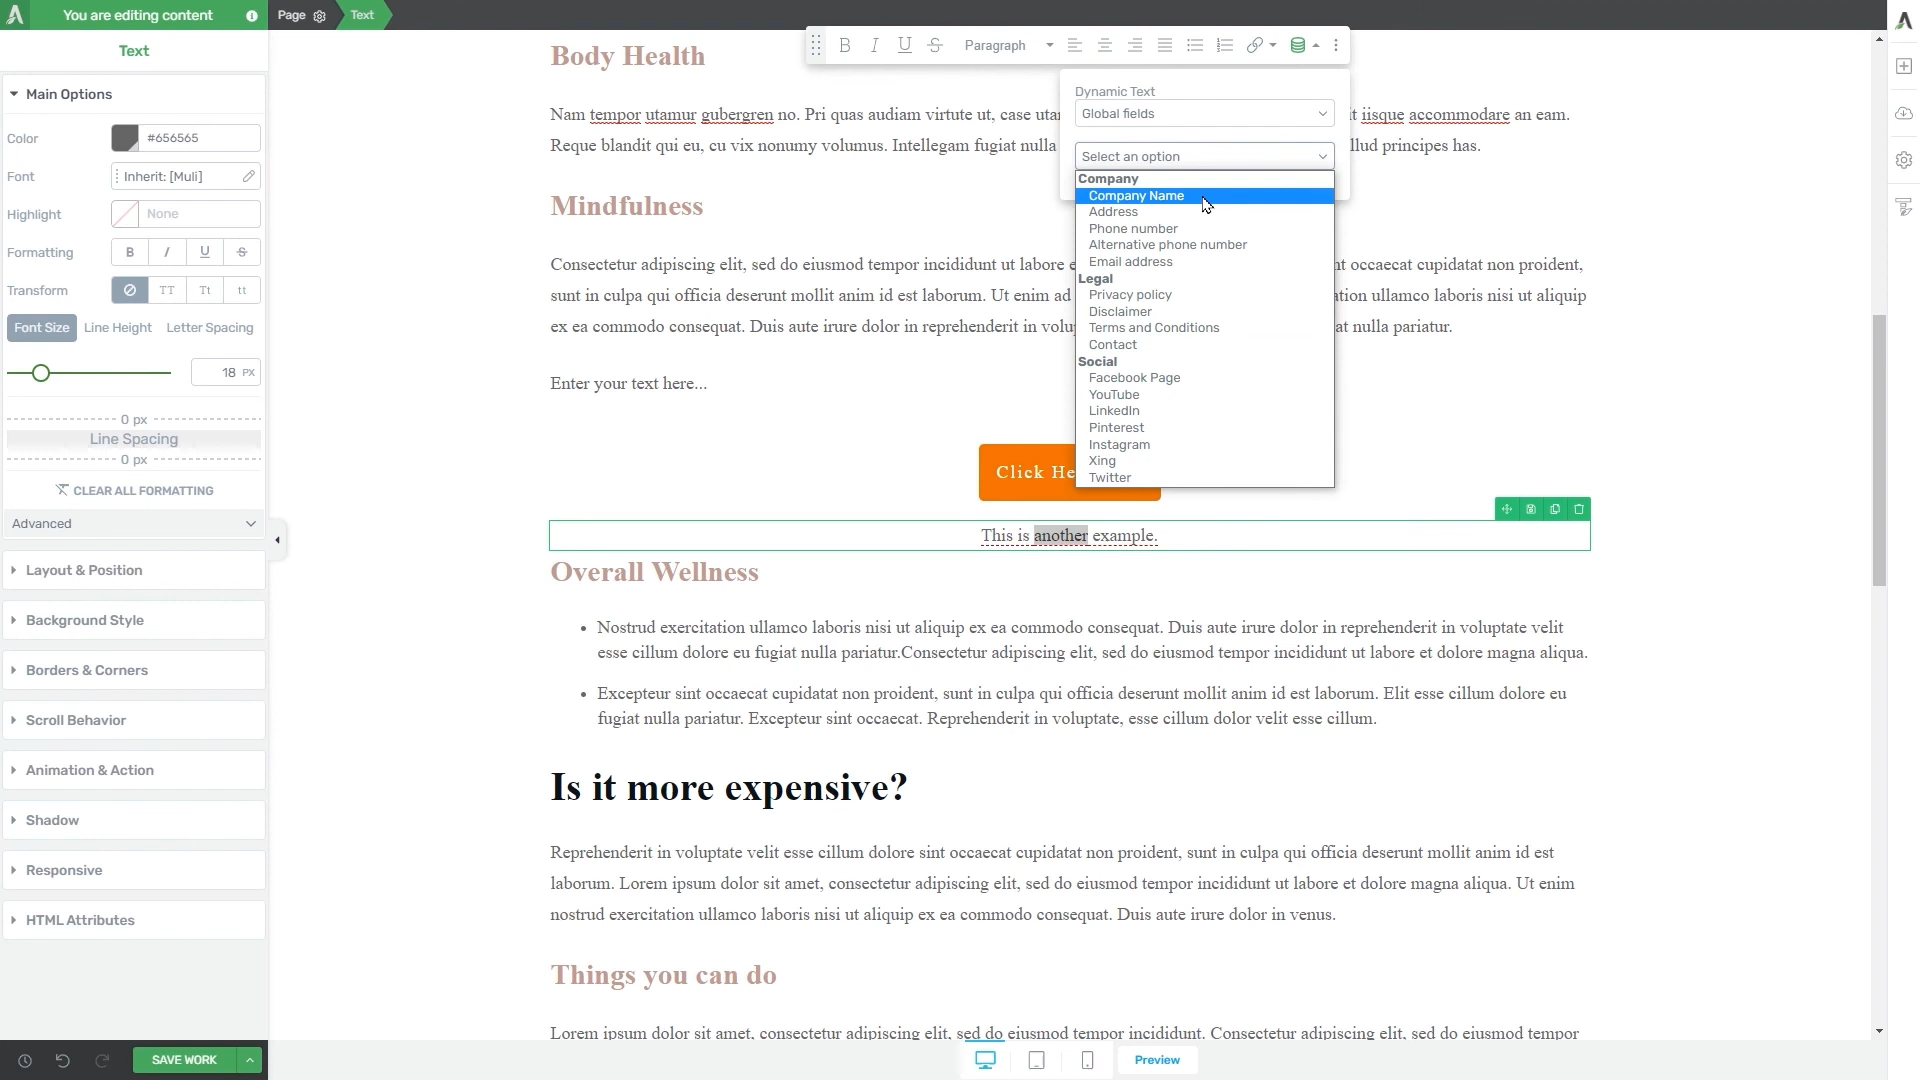 You are editing content
Page
Text
Text
Main Options
Color
#656565
Font
Inherit: [Muli]
Highlight
None
Formatting
B I U S
Transform
TT Tt tt
Font Size
Line Height
Letter Spacing
18 PX
0 px
Line Spacing
0 px
CLEAR ALL FORMATTING
Advanced
Layout & Position
Background Style
Borders & Corners
Scroll Behavior
Animation & Action
Shadow
Responsive
HTML Attributes
SAVE WORK
B I U S Paragraph
Dynamic Text
Global fields
Select an option
Company
Company Name
Address
Phone number
Alternative phone number
Email address
Legal
Privacy policy
Disclaimer
Terms and Conditions
Contact
Social
Facebook Page
YouTube
LinkedIn
Pinterest
Instagram
Xing
Twitter
Body Health
Nam tempor utamur gubergren no. Pri quas audiam virtute ut, case utar t iisque accommodare an eam.
Reque blandit qui eu, cu vix nonumy volumus. Intellegam fugiat nulla llud principes has.
Mindfulness
Consectetur adipiscing elit, sed do eiusmod tempor incididunt ut labore e nt occaecat cupidatat non proident,
sunt in culpa qui officia deserunt mollit anim id est laborum. Ut enim ad ation ullamco laboris nisi ut aliquip
ex ea commodo consequat. Duis aute irure dolor in reprehenderit in volup at nulla pariatur.
Enter your text here...
Click He
This is another example.
Overall Wellness
• Nostrud exercitation ullamco laboris nisi ut aliquip ex ea commodo consequat. Duis aute irure dolor in reprehenderit in voluptate velit
esse cillum dolore eu fugiat nulla pariatur.Consectetur adipiscing elit, sed do eiusmod tempor incididunt ut labore et dolore magna aliqua.
• Excepteur sint occaecat cupidatat non proident, sunt in culpa qui officia deserunt mollit anim id est laborum. Elit esse cillum dolore eu
fugiat nulla pariatur. Excepteur sint occaecat. Reprehenderit in voluptate, esse cillum dolor velit esse cillum.
Is it more expensive?
Reprehenderit in voluptate velit esse cillum dolore sint occaecat cupidatat non proident, sunt in culpa qui officia deserunt mollit anim id est
laborum. Lorem ipsum dolor sit amet, consectetur adipiscing elit, sed do eiusmod tempor incididunt ut labore et dolore magna aliqua. Ut enim
nostrud exercitation ullamco laboris nisi ut aliquip ex ea commodo consequat. Duis aute irure dolor in venus.
Things you can do
Lorem ipsum dolor sit amet, consectetur adipiscing elit, sed do eiusmod tempor incididunt. Consectetur adipiscing elit, sed do eiusmod tempor
Preview